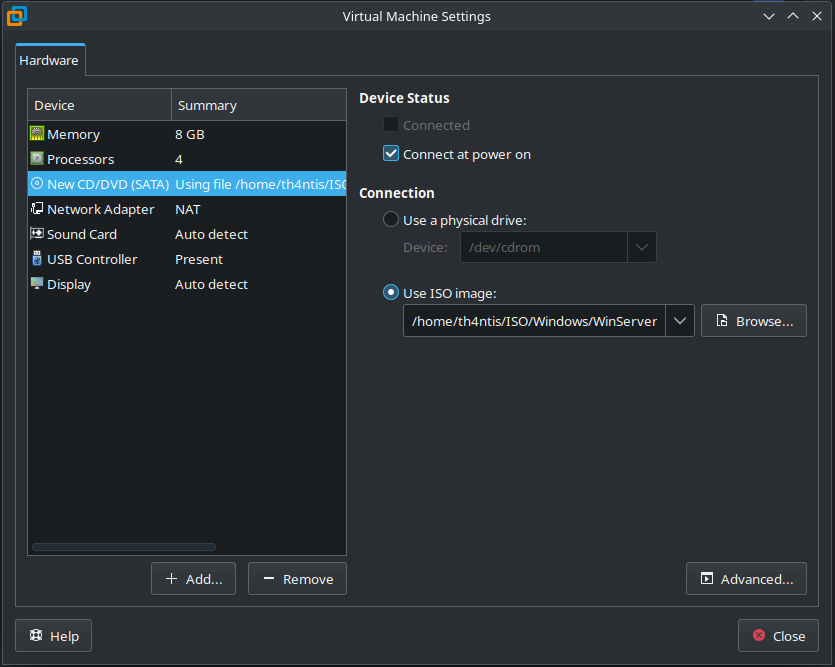 Virtual Machine Settings
Hardware
Device Summary
Memory 8 GB
Processors 4
New CD/DVD (SATA) Using file /home/th4ntis/ISO
Network Adapter NAT
Sound Card Auto detect
USB Controller Present
Display Auto detect
Add...
Remove
Device Status
Connected
Connect at power on
Connection
Use a physical drive:
Device: /dev/cdrom
Use ISO image:
/home/th4ntis/ISO/Windows/WinServer
Browse...
Advanced...
Help
Close